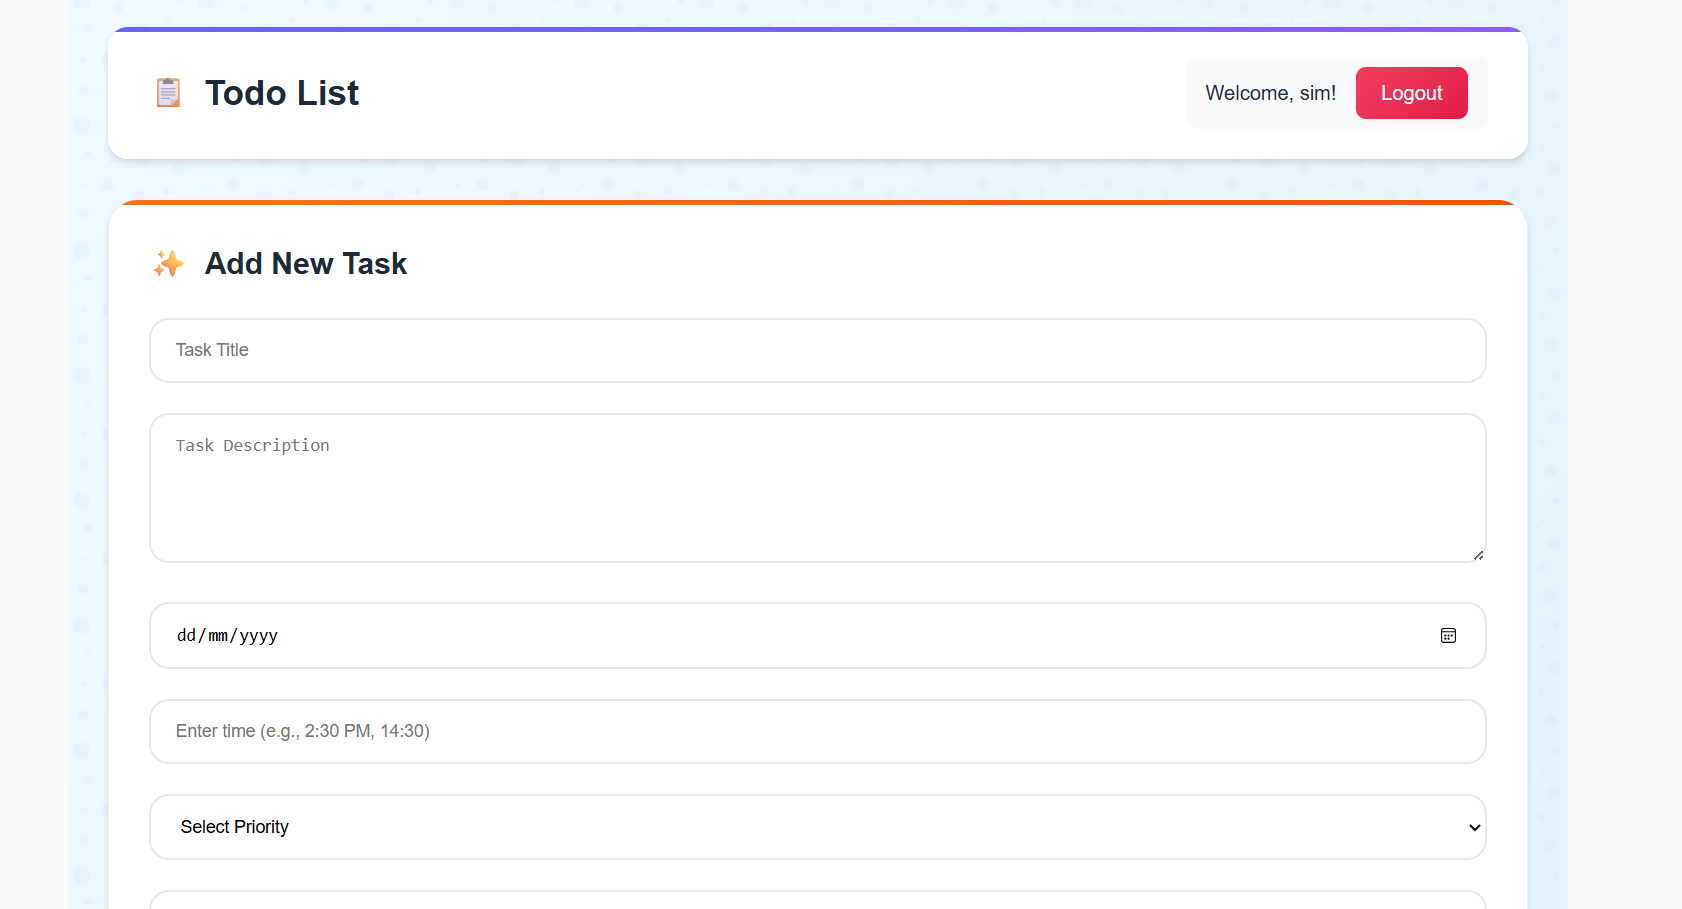 Todo List
Welcome, sim!
Logout
Add New Task
Task Title
Task Description
dd/mm/yyyy
Enter time (e.g., 2:30 PM, 14:30)
Select Priority